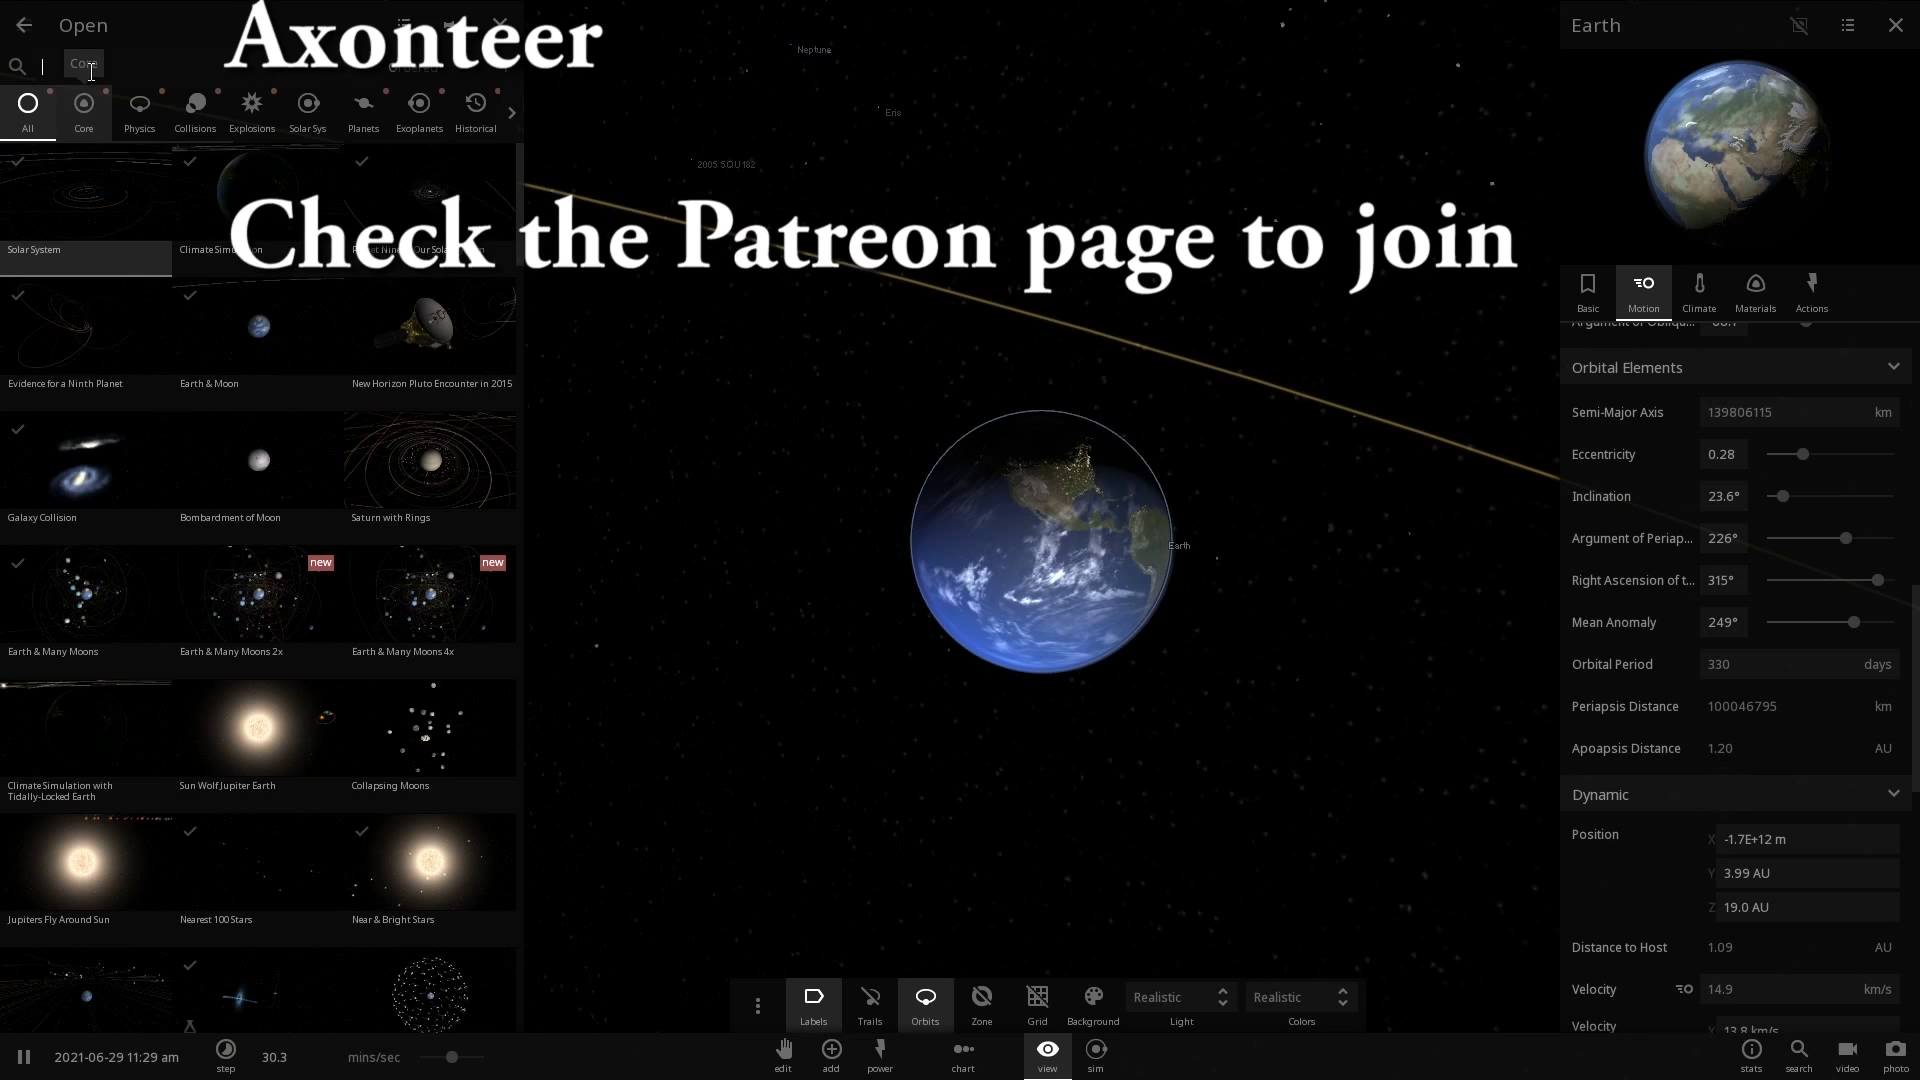 Axonteer
Check the Patreon page to join
Open
Core
All
Core
Physics
Collisions
Explosions
Solar Sys
Planets
Exoplanets
Historical
Solar System
Climate
Evidence for a Ninth Planet
Earth & Moon
New Horizon Pluto Encounter in 2015
Galaxy Collision
Bombardment of Moon
Saturn with Rings
new
new
Earth & Many Moons
Earth & Many Moons 2x
Earth & Many Moons 4x
Climate Simulation with
Tidally-Locked Earth
Sun Wolf Jupiter Earth
Collapsing Moons
Jupiters Fly Around Sun
Nearest 100 Stars
Near & Bright Stars
Neptune
Eris
Earth
Earth
Basic
Motion
Climate
Materials
Actions
Orbital Elements
Semi-Major Axis 139806115 km
Eccentricity 0.28
Inclination 23.6°
Argument of Periap... 226°
Right Ascension of t... 315°
Mean Anomaly 249°
Orbital Period 330 days
Periapsis Distance 100046795 km
Apoapsis Distance 1.20 AU
Dynamic
Position X -1.7E+12 m
Y 3.99 AU
Z 19.0 AU
Distance to Host 1.09 AU
Velocity 14.9 km/s
Velocity
Realistic
Realistic
Labels
Trails
Orbits
Zone
Grid
Background
Light
Colors
2021-06-29 11:29 am
step
30.3 mins/sec
edit
add
power
chart
view
sim
stats
search
video
photo